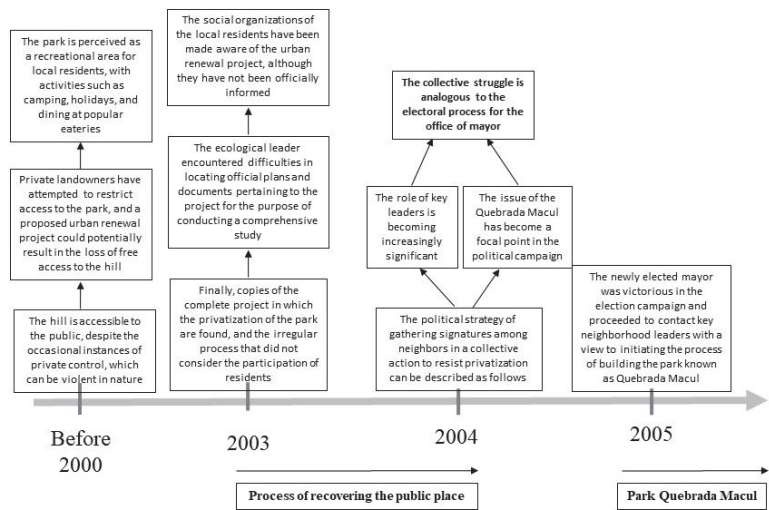 The park is perceived as
a recreational area for
local residents, with
activities such as
camping, holidays, and
dining at popular
eateries
Private landowners have
attempted to restrict
access to the park, and a
proposed urban renewal
project could potentially
result in the loss of free
access to the hill
The hill is accessible to
the public, despite the
occasional instances of
private control, which
can be violent in nature
The social organizations of
the local residents have been
made aware of the urban
renewal project, although
they have not been officially
informed
The ecological leader
encountered difficulties in
locating official plans and
documents pertaining to the
project for the purpose of
conducting a comprehensive
study
Finally, copies of the
complete project in which
the privatization of the park
are found, and the irregular
process that did not
consider the participation of
residents
The collective struggle is
analogous to the
electoral process for the
office of mayor
The role of key
leaders is
becoming
increasingly
significant
The issue of the
Quebrada Macul
has become a
focal point in the
political campaign
The political strategy of
gathering signatures among
neighbors in a collective
action to resist privatization
can be described as follows
The newly elected mayor
was victorious in the
election campaign and
proceeded to contact key
neighborhood leaders with a
view to initiating the process
of building the park known
as Quebrada Macul
Before
2000
2003
2004
2005
Process of recovering the public place
Park Quebrada Macul